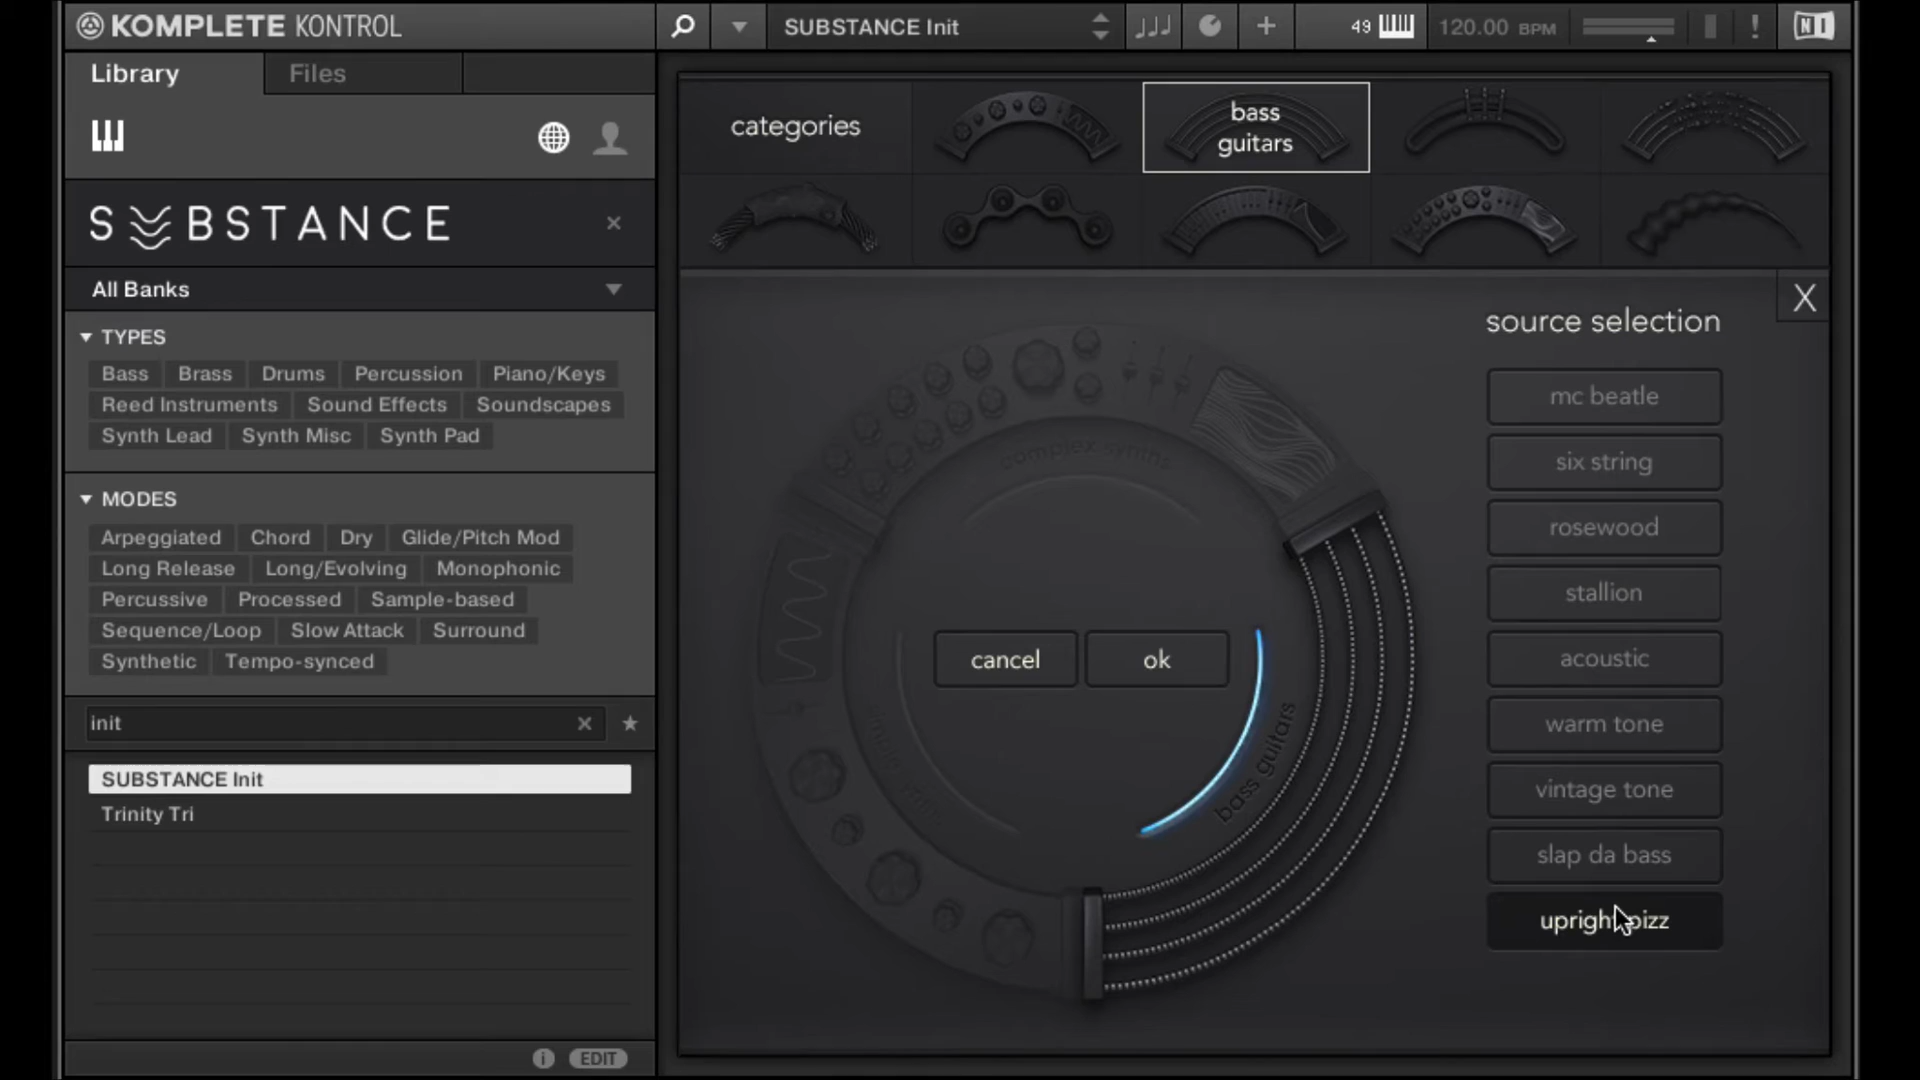 KOMPLETE KONTROL
SUBSTANCE Init
49
120.00 BPM
Library
Files
SUBSTANCE
All Banks
TYPES
Bass Brass Drums Percussion Piano/Keys
Reed Instruments Sound Effects Soundscapes
Synth Lead Synth Misc Synth Pad
MODES
Arpeggiated Chord Dry Glide/Pitch Mod
Long Release Long/Evolving Monophonic
Percussive Processed Sample-based
Sequence/Loop Slow Attack Surround
Synthetic Tempo-synced
init
SUBSTANCE Init
Trinity Tri
EDIT
categories
bass
guitars
X
complex synths
bass guitars
cancel
ok
source selection
mc beatle
six string
rosewood
stallion
acoustic
warm tone
vintage tone
slap da bass
upright pizz